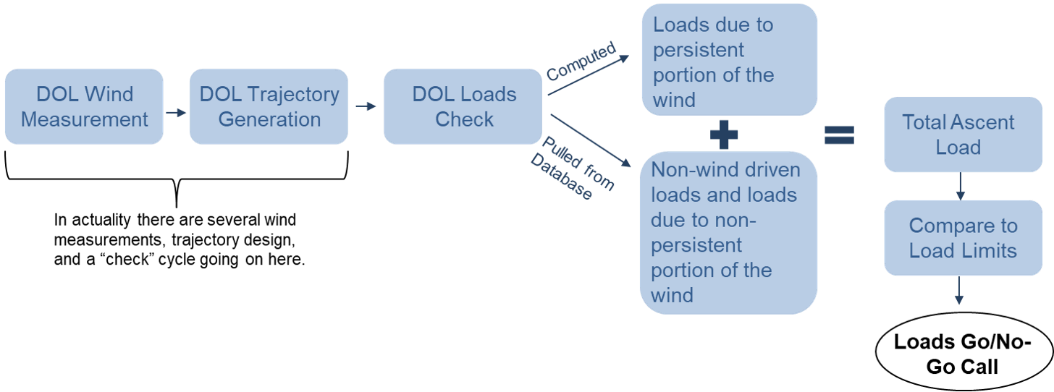 DOL Wind
Measurement
DOL Trajectory
Generation
In actuality there are several wind
measurements, trajectory design,
and a “check” cycle going on here.
DOL Loads
Check
Computed
Pulled from
Database
Loads due to
persistent
portion of the
wind
+
Non-wind driven
loads and loads
due to non-
persistent
portion of the
wind
=
Total Ascent
Load
Compare to
Load Limits
Loads Go/No-
Go Call